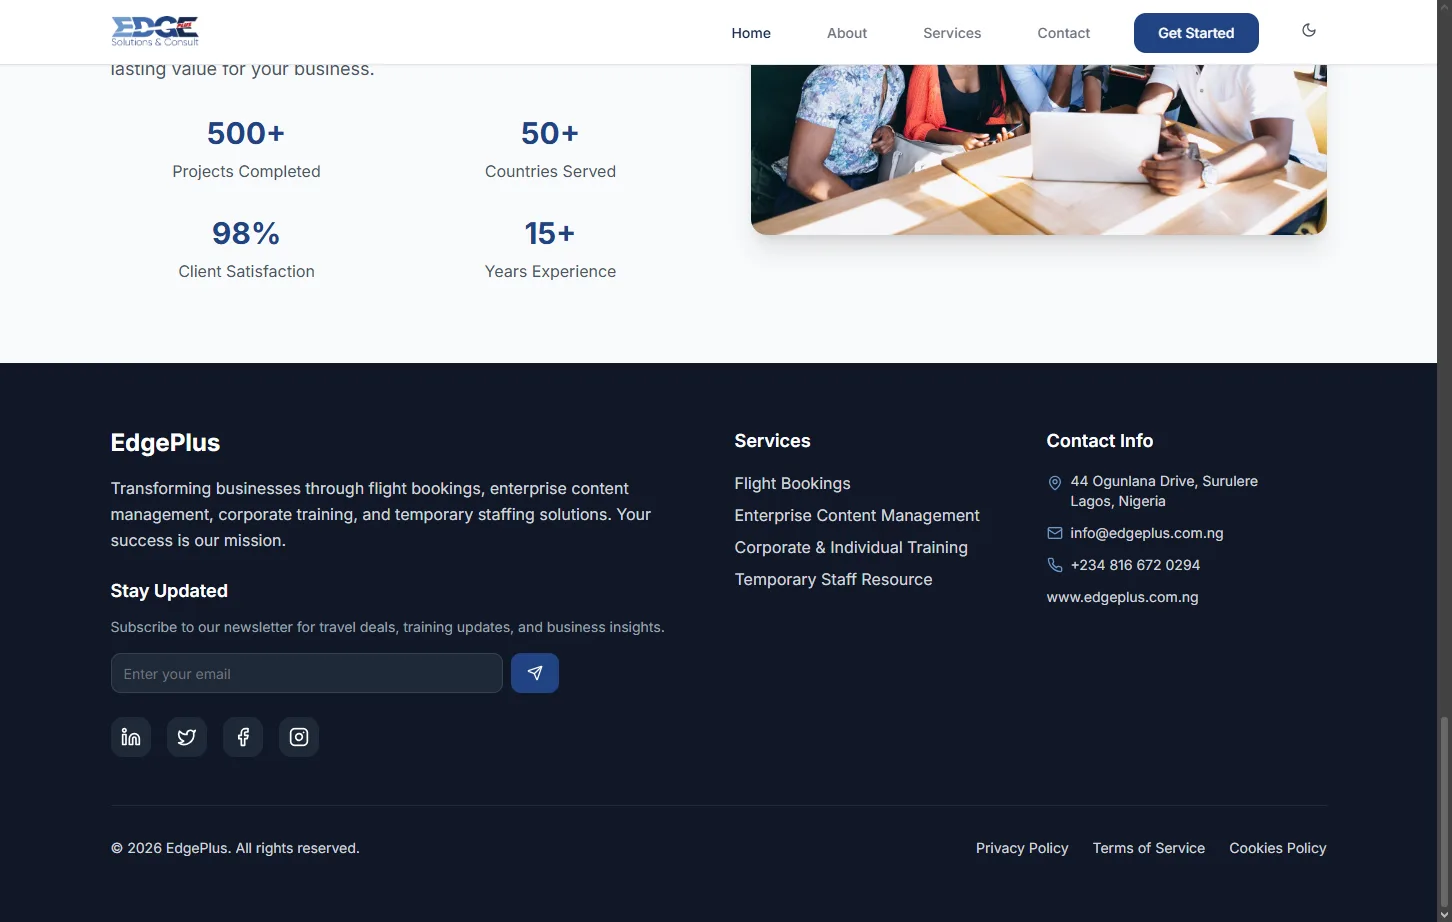 EDGE PLUS
Solutions & Consult
Home
About
Services
Contact
Get Started
lasting value for your business.
500+
Projects Completed
50+
Countries Served
98%
Client Satisfaction
15+
Years Experience
EdgePlus
Transforming businesses through flight bookings, enterprise content
management, corporate training, and temporary staffing solutions. Your
success is our mission.
Stay Updated
Subscribe to our newsletter for travel deals, training updates, and business insights.
Enter your email
Services
Flight Bookings
Enterprise Content Management
Corporate & Individual Training
Temporary Staff Resource
Contact Info
44 Ogunlana Drive, Surulere
Lagos, Nigeria
info@edgeplus.com.ng
+234 816 672 0294
www.edgeplus.com.ng
© 2026 EdgePlus. All rights reserved.
Privacy Policy
Terms of Service
Cookies Policy